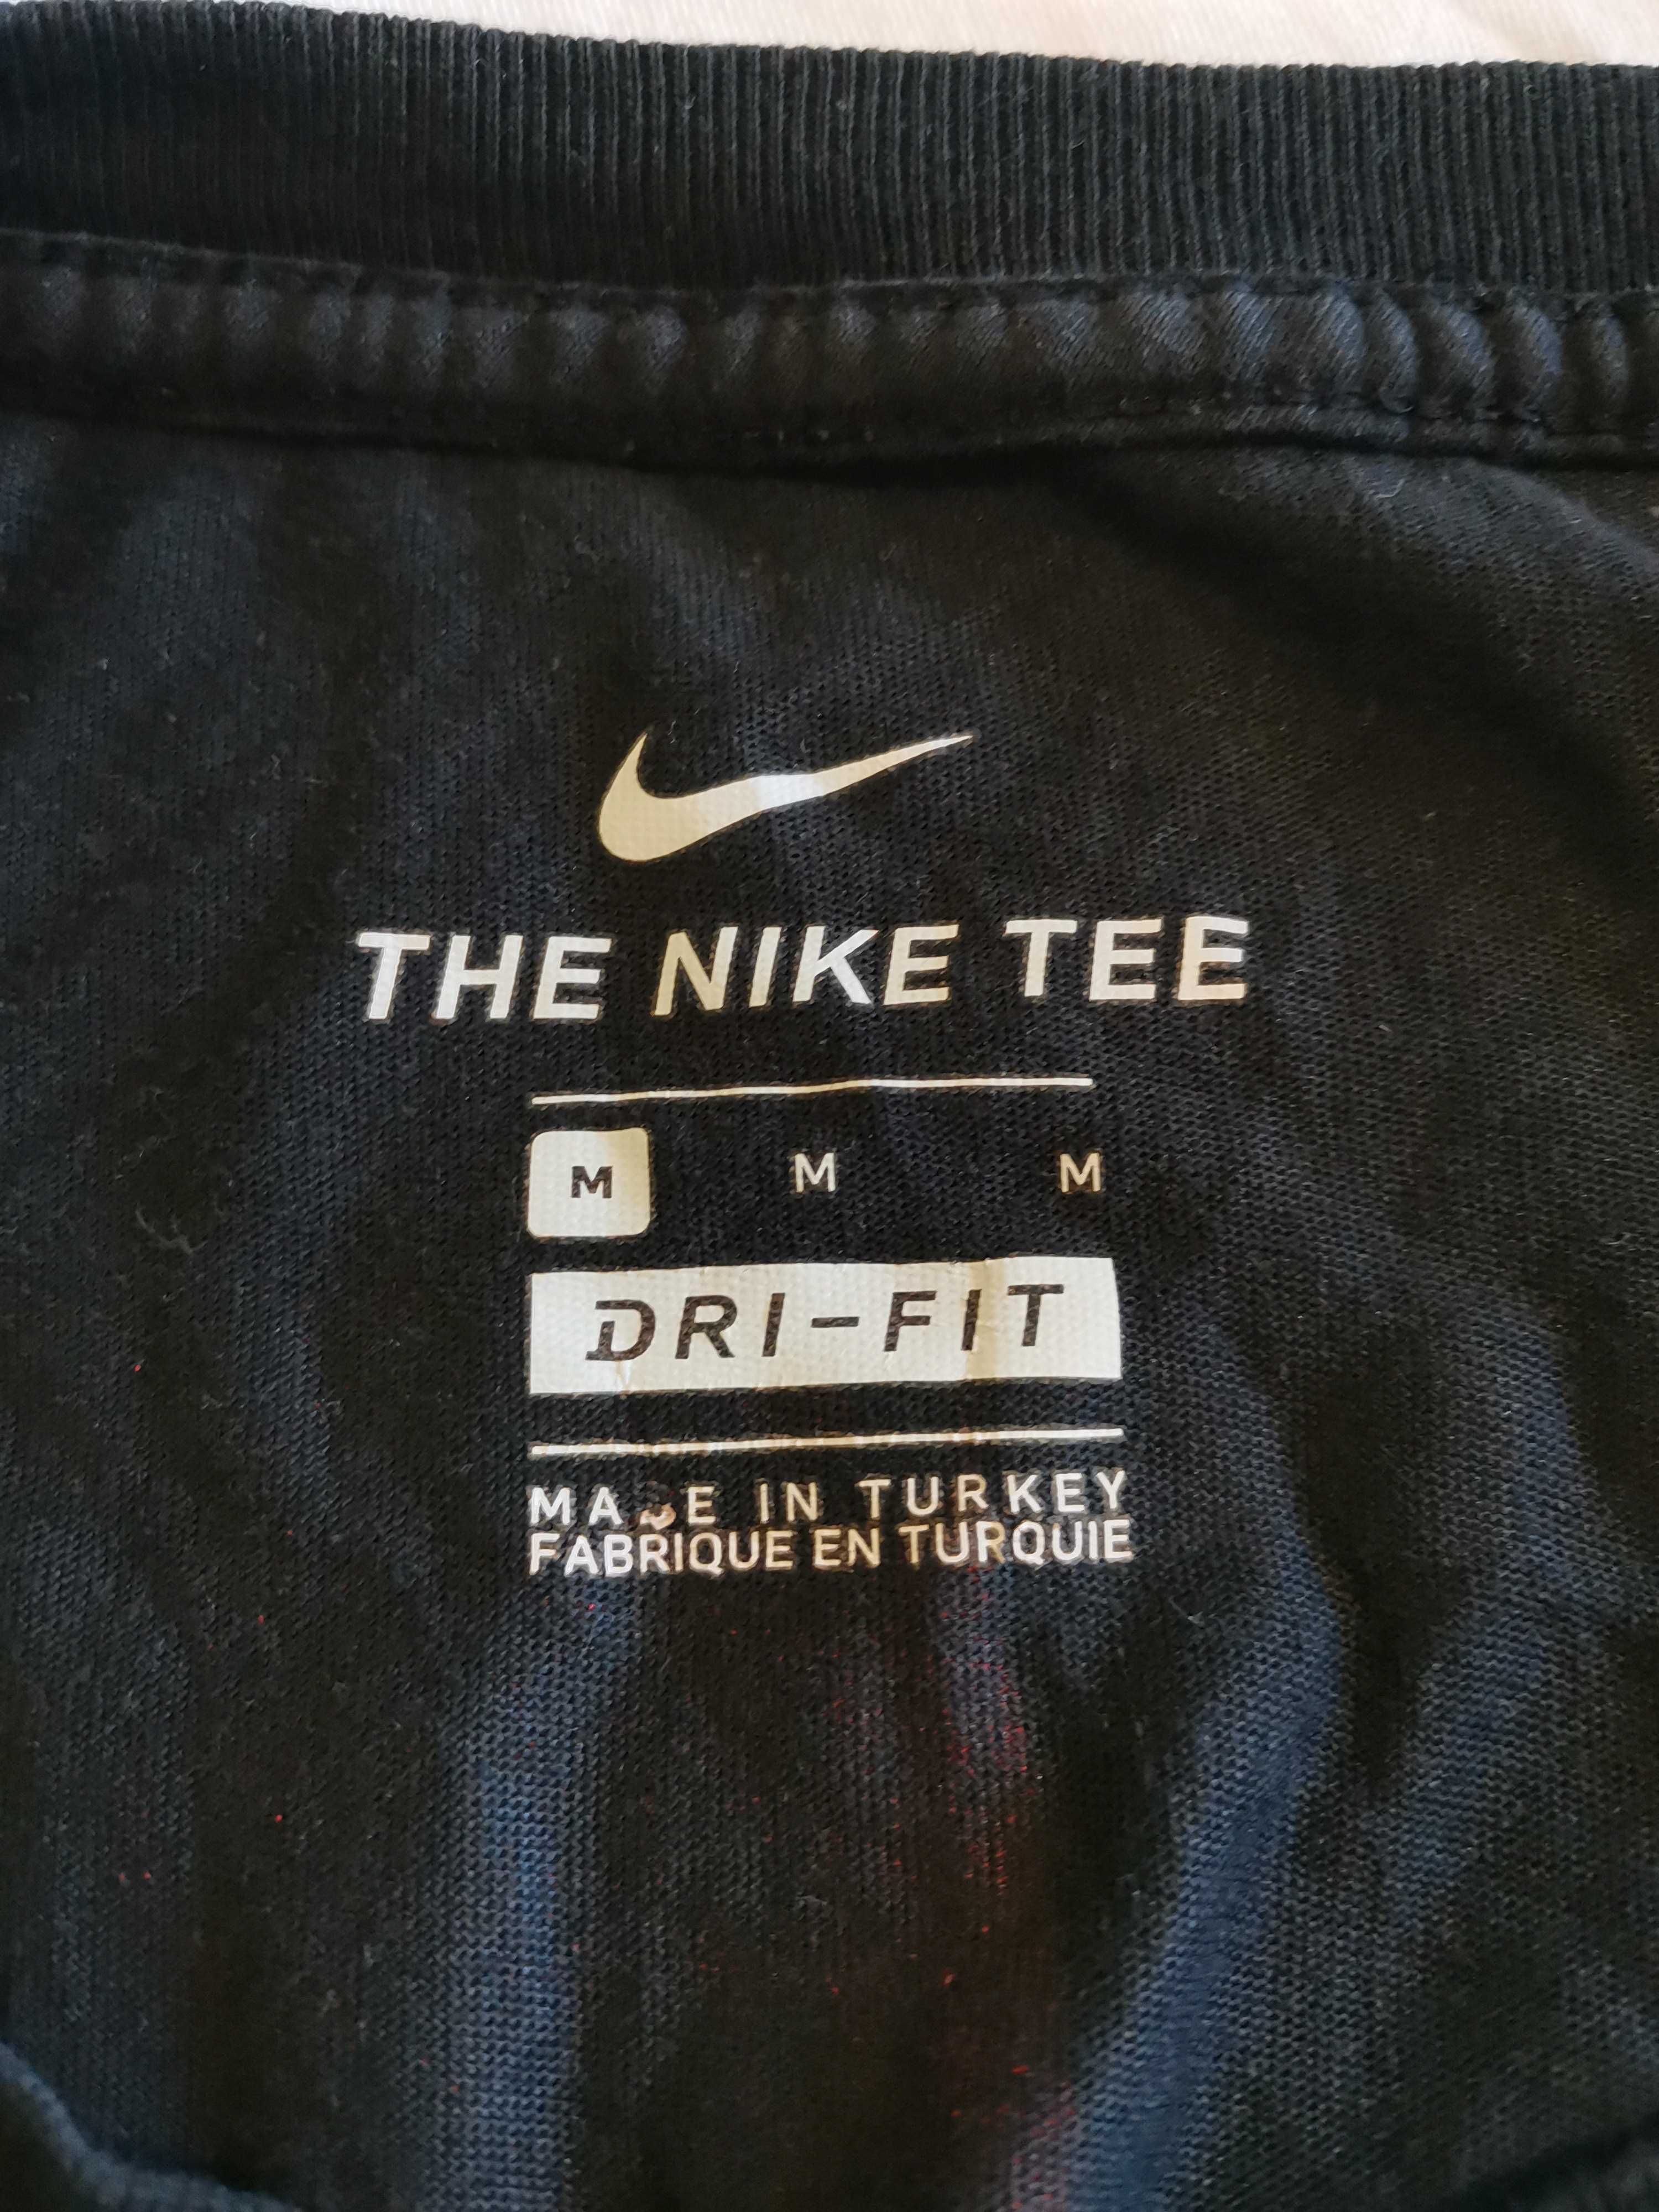 THE NIKE TEE
M M M
DRI-FIT
MADE IN TURKEY
FABRIQUE EN TURQUIE